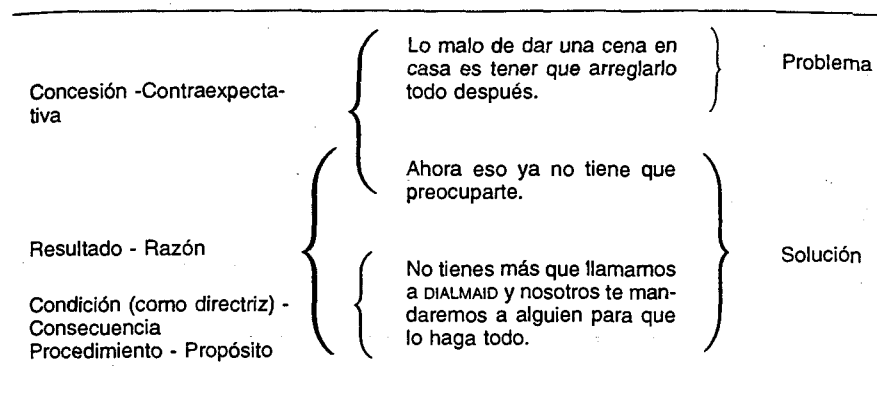 Concesión -Contraexpecta-
tiva
Lo malo de dar una cena en
casa es tener que arreglarlo
todo después.
Problema
Ahora eso ya no tiene que
preocuparte.
Resultado - Razón
Condición (como directriz) -
Consecuencia
Procedimiento - Propósito
No tienes más que llamarnos
a DIALMAID y nosotros te man-
daremos a alguien para que
lo haga todo.
Solución